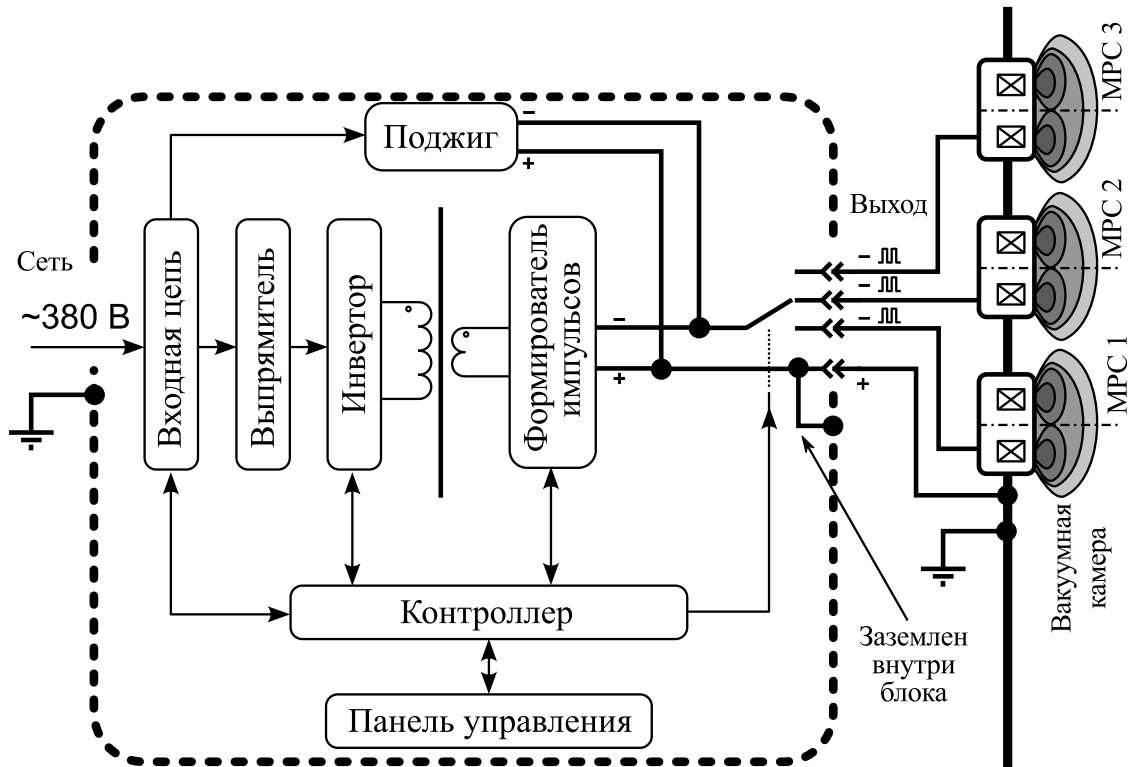 МРС 3
Поджиг
−
+
Выход
МРС 2
Сеть
~380 В
Входная цепь
Выпрямитель
Инвертор
Формирователь
импульсов
−
−
−
−
+
+
МРС 1
Контроллер
Заземлен
внутри
блока
Вакуумная
камера
Панель управления